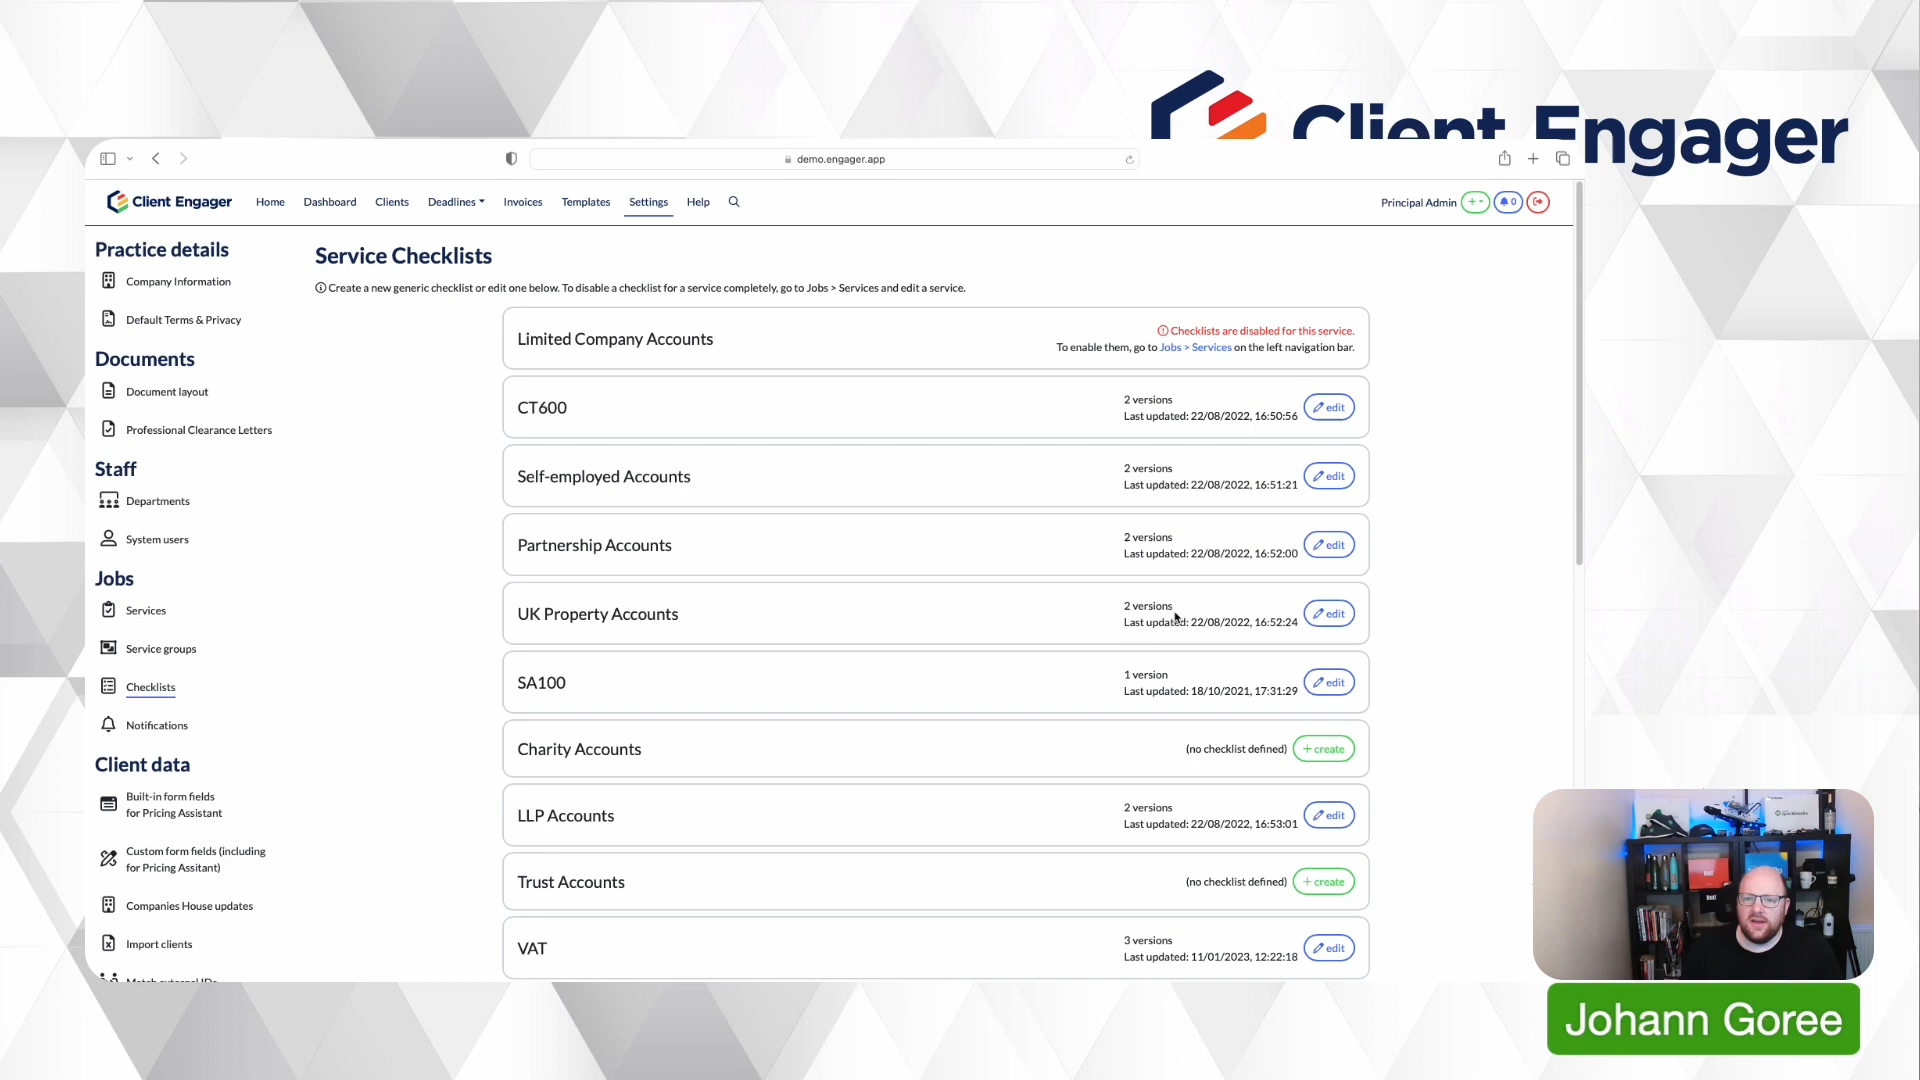 Client Engager
demo.engager.app
Client Engager
Home
Dashboard
Clients
Deadlines
Invoices
Templates
Settings
Help
Principal Admin
0
Practice details
Company Information
Default Terms & Privacy
Documents
Document layout
Professional Clearance Letters
Staff
Departments
System users
Jobs
Services
Service groups
Checklists
Notifications
Client data
Built-in form fields
for Pricing Assistant
Custom form fields (including
for Pricing Assitant)
Companies House updates
Import clients
Service Checklists
Create a new generic checklist or edit one below. To disable a checklist for a service completely, go to Jobs > Services and edit a service.
Limited Company Accounts
Checklists are disabled for this service.
To enable them, go to Jobs > Services on the left navigation bar.
CT600
2 versions
Last updated: 22/08/2022, 16:50:56
edit
Self-employed Accounts
2 versions
Last updated: 22/08/2022, 16:51:21
edit
Partnership Accounts
2 versions
Last updated: 22/08/2022, 16:52:00
edit
UK Property Accounts
2 versions
Last updated: 22/08/2022, 16:52:24
edit
SA100
1 version
Last updated: 18/10/2021, 17:31:29
edit
Charity Accounts
(no checklist defined)
+ create
LLP Accounts
2 versions
Last updated: 22/08/2022, 16:53:01
edit
Trust Accounts
(no checklist defined)
+ create
VAT
3 versions
Last updated: 11/01/2023, 12:22:18
edit
quickbooks
Johann Goree